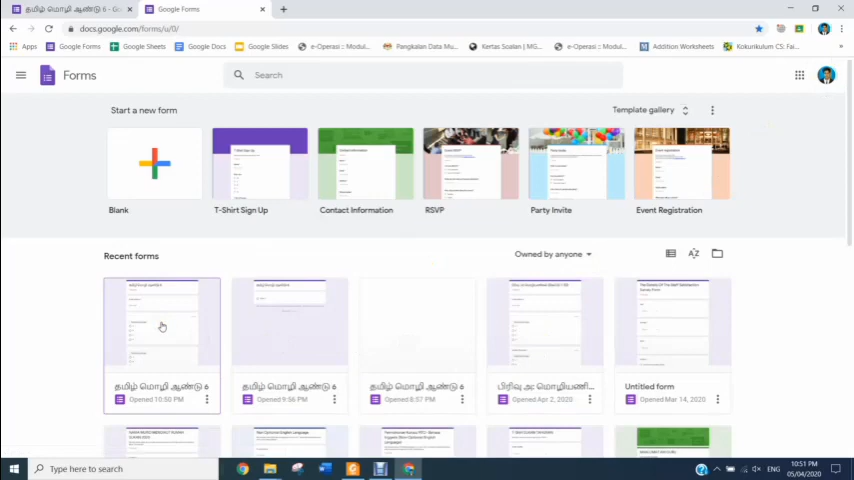 தமிழ் மொழி ஆண்டு 6 - Go
Google Forms
docs.google.com/forms/u/0/
Apps
Google Forms
Google Sheets
Google Docs
Google Slides
e-Operasi :: Modul...
Pangkalan Data Mu...
Kertas Soalan | MG...
e-Operasi :: Modul...
Addition Worksheets
Kokurikulum CS: Fai...
Forms
Search
Start a new form
Template gallery
Blank
T-Shirt Sign Up
Contact Information
RSVP
Party Invite
Event Registration
Recent forms
Owned by anyone
தமிழ் மொழி ஆண்டு 6
Opened 10:50 PM
தமிழ் மொழி ஆண்டு 6
Opened 9:56 PM
தமிழ் மொழி ஆண்டு 6
Opened 8:37 PM
பிரிவு அ: மொழியணி...
Opened Apr 2, 2020
Untitled form
Opened Mar 14, 2020
Type here to search
ENG
10:51 PM
05/04/2020